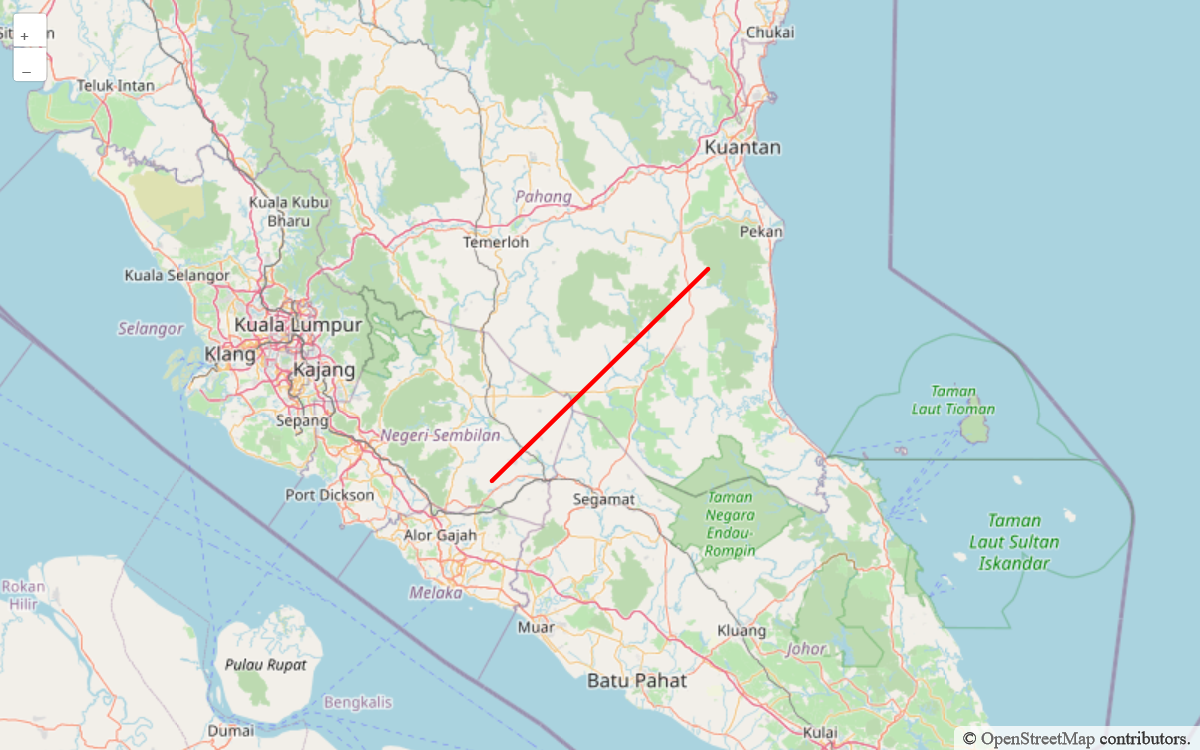 +
–
Chukai
Teluk Intan
Kuantan
Kuala Kubu
Bharu
Pahang
Temerloh
Pekan
Kuala Selangor
Selangor
Kuala Lumpur
Klang
Kajang
Sepang
Negeri Sembilan
Taman
Laut Tioman
Port Dickson
Segamat
Taman
Negara
Endau-
Rompin
Alor Gajah
Taman
Laut Sultan
Iskandar
Rokan
Hilir
Melaka
Muar
Kluang
Johor
Pulau Rupat
Batu Pahat
Bengkalis
Dumai
Kulai
© OpenStreetMap contributors.